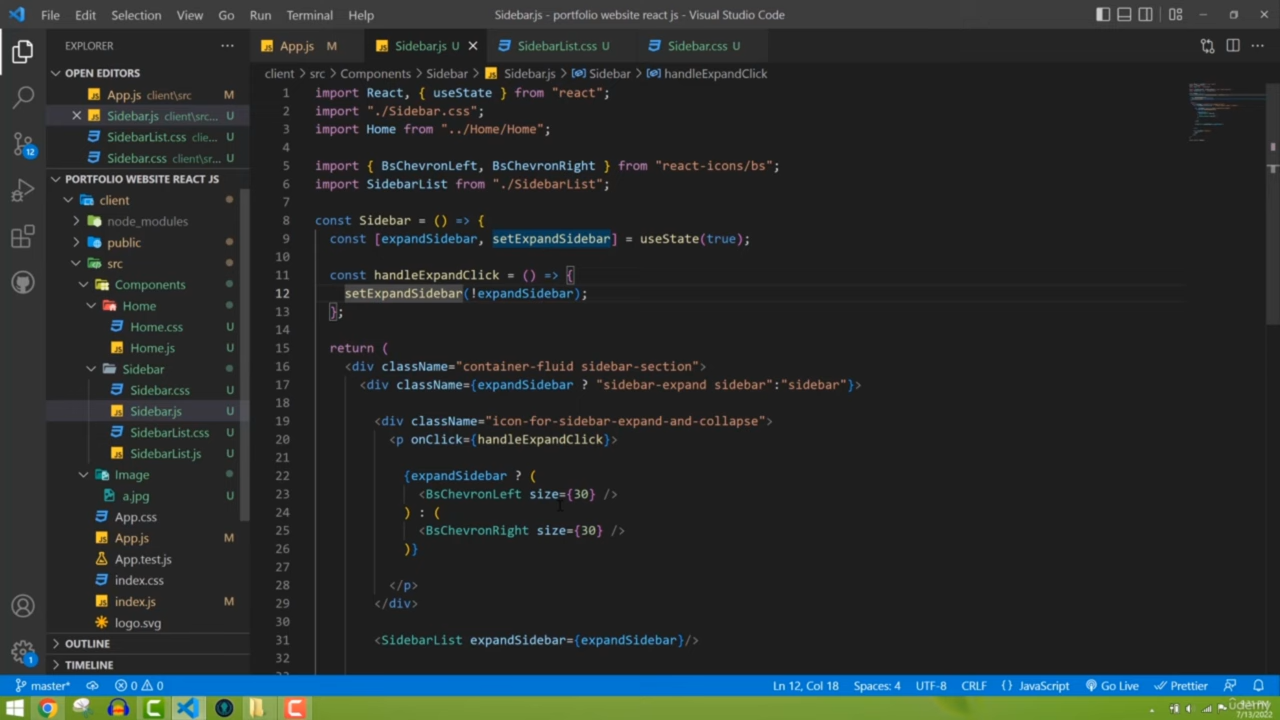 File Edit Selection View Go Run Terminal Help Sidebar.js - portfolio website react js - Visual Studio Code
EXPLORER
OPEN EDITORS
App.js client\src M
Sidebar.js client\src... U
SidebarList.css clie... U
Sidebar.css client\sr... U
PORTFOLIO WEBSITE REACT JS
client
node_modules
public
src
Components
Home
Home.css U
Home.js U
Sidebar
Sidebar.css U
Sidebar.js U
SidebarList.css U
SidebarList.js U
Image
a.jpg U
App.css
App.js M
App.test.js
index.css
index.js M
logo.svg
OUTLINE
TIMELINE
12
1
App.js M Sidebar.js U SidebarList.css U Sidebar.css U
client > src > Components > Sidebar > Sidebar.js > Sidebar > handleExpandClick
1 import React, { useState } from "react";
2 import "./Sidebar.css";
3 import Home from "../Home/Home";
4
5 import { BsChevronLeft, BsChevronRight } from "react-icons/bs";
6 import SidebarList from "./SidebarList";
7
8 const Sidebar = () => {
9 const [expandSidebar, setExpandSidebar] = useState(true);
10
11 const handleExpandClick = () => {
12 setExpandSidebar(!expandSidebar);
13 };
14
15 return (
16 <div className="container-fluid sidebar-section">
17 <div className={expandSidebar ? "sidebar-expand sidebar":"sidebar"}>
18
19 <div className="icon-for-sidebar-expand-and-collapse">
20 <p onClick={handleExpandClick}>
21
22 {expandSidebar ? (
23 <BsChevronLeft size={30} />
24 ) : (
25 <BsChevronRight size={30} />
26 )}
27
28 </p>
29 </div>
30
31 <SidebarList expandSidebar={expandSidebar}/>
32
master* 0 0 Ln 12, Col 18 Spaces: 4 UTF-8 CRLF {} JavaScript Go Live Prettier
7/13/2022